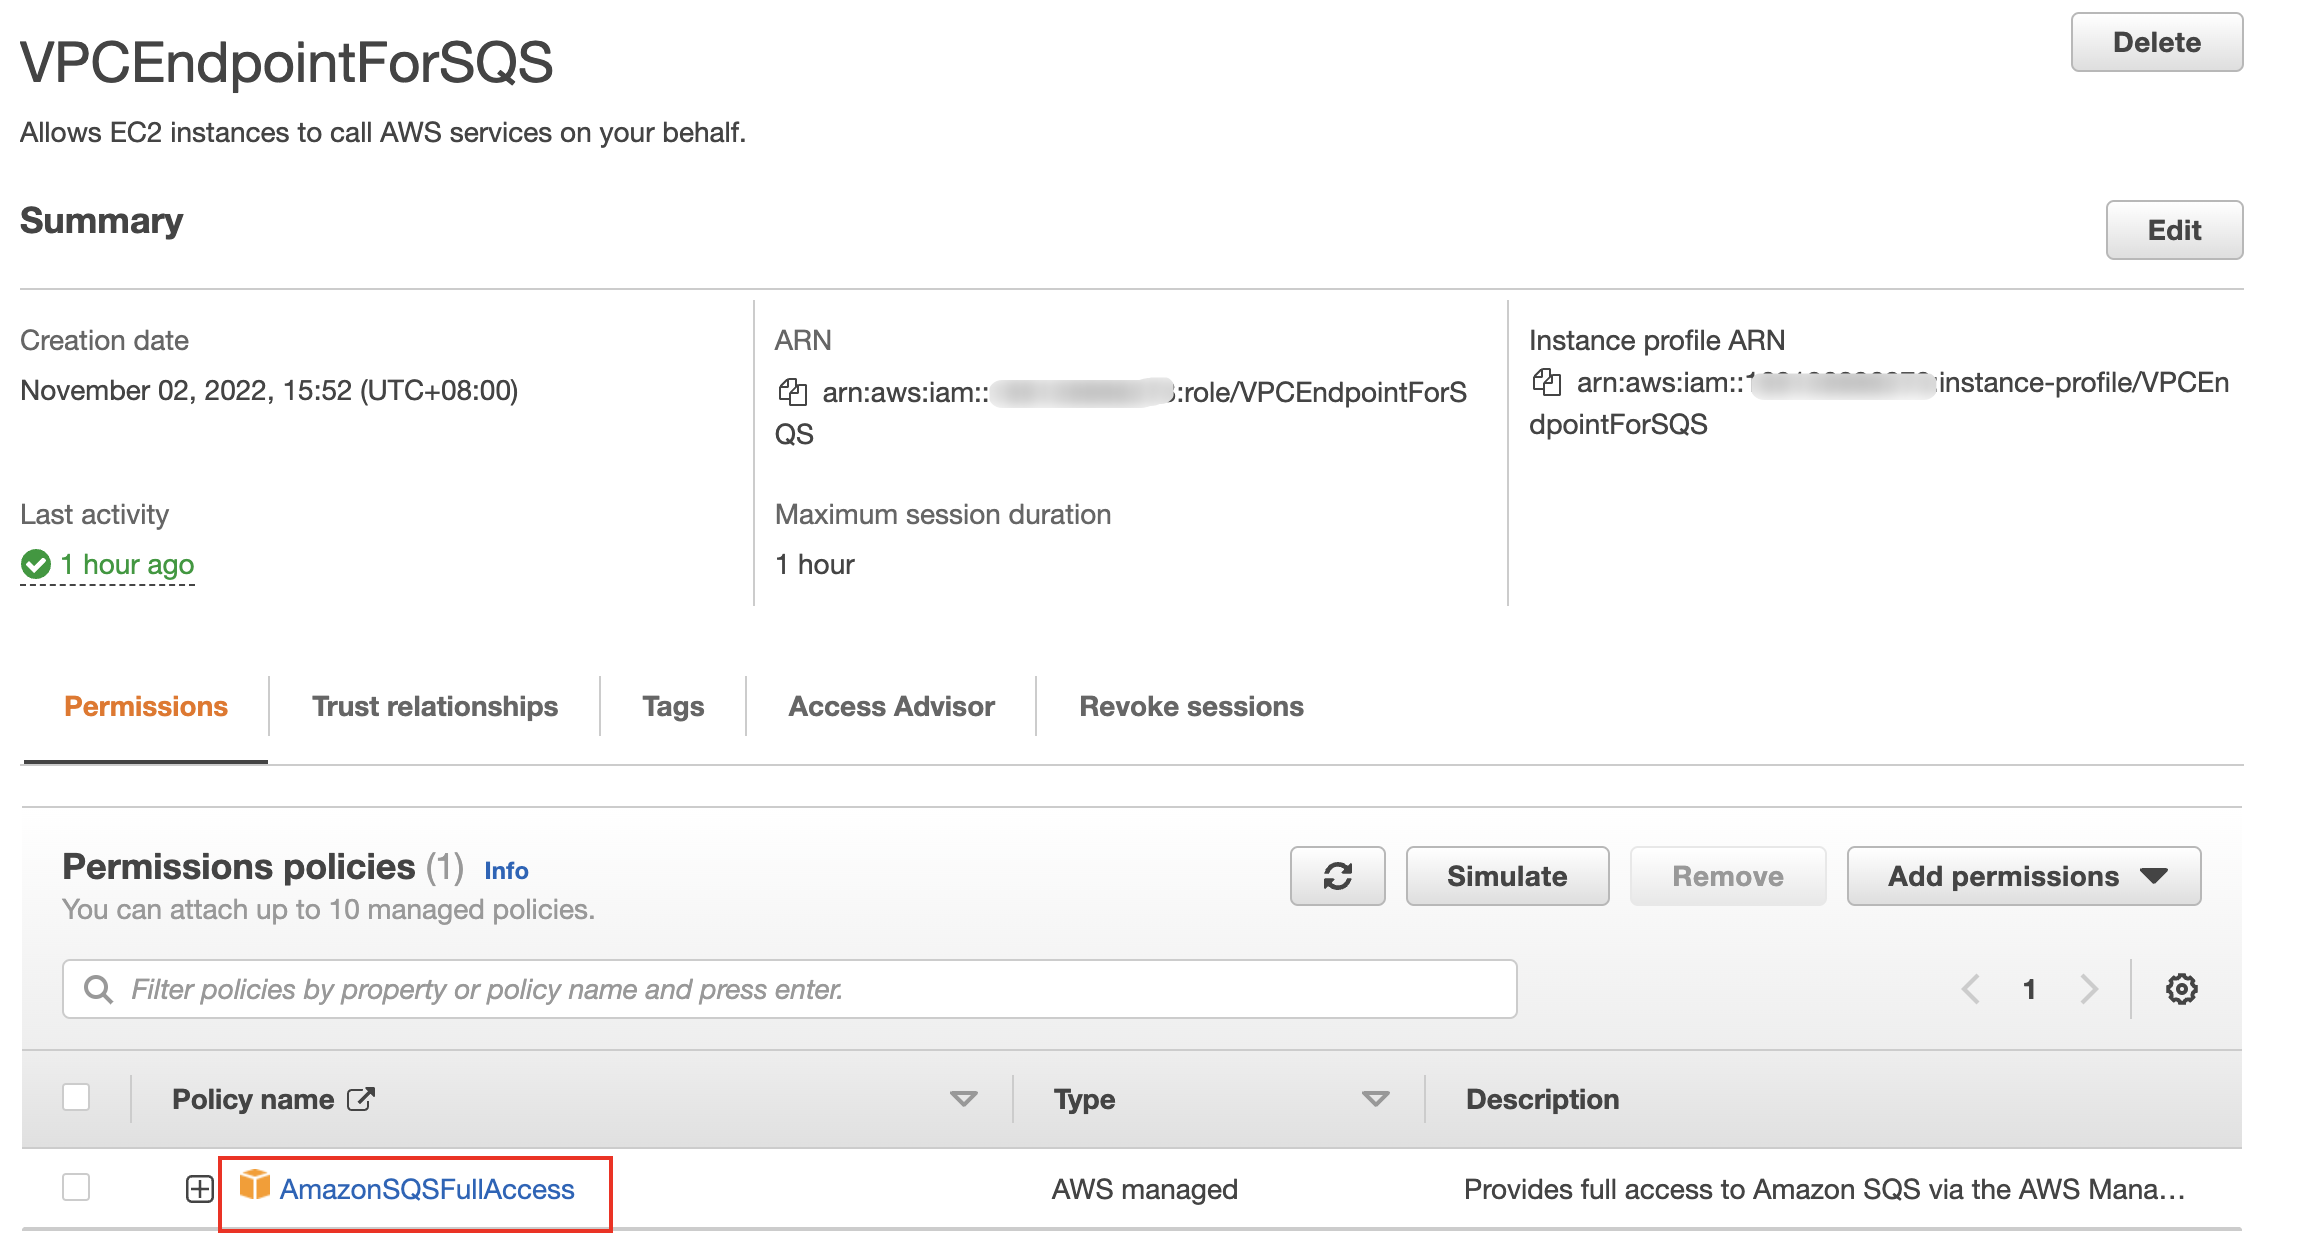 VPCEndpointForSQS
Delete
Allows EC2 instances to call AWS services on your behalf.
Summary
Edit
Creation date
November 02, 2022, 15:52 (UTC+08:00)
ARN
arn:aws:iam:: :role/VPCEndpointForS
QS
Instance profile ARN
arn:aws:iam:: :instance-profile/VPCEn
dpointForSQS
Last activity
1 hour ago
Maximum session duration
1 hour
Permissions
Trust relationships
Tags
Access Advisor
Revoke sessions
Permissions policies (1) Info
You can attach up to 10 managed policies.
Simulate
Remove
Add permissions
Filter policies by property or policy name and press enter.
1
Policy name
Type
Description
AmazonSQSFullAccess
AWS managed
Provides full access to Amazon SQS via the AWS Mana...